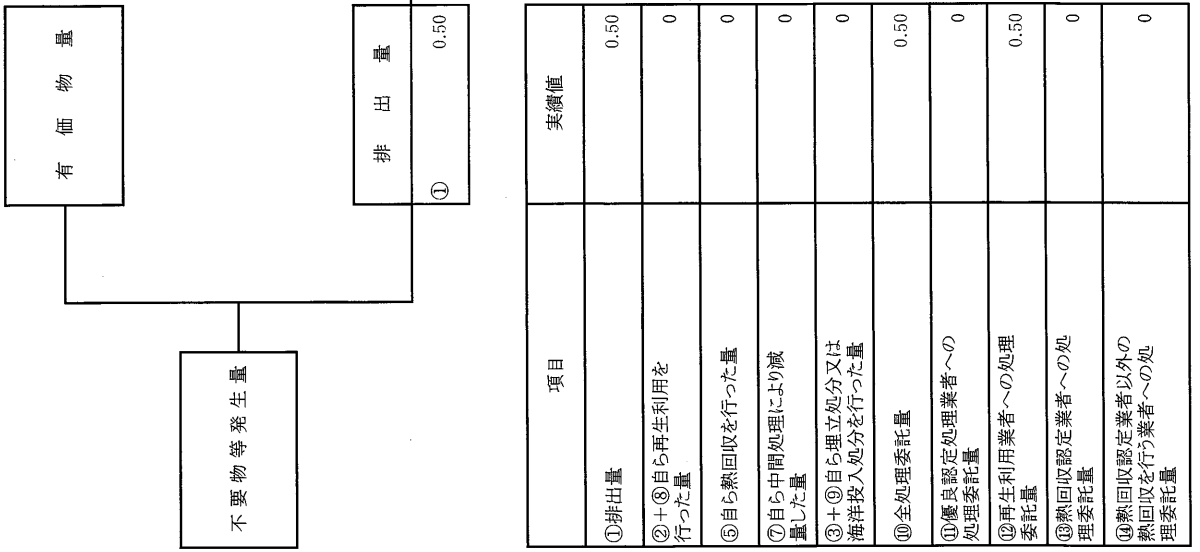 有価物量
不要物等発生量
排出量
① 0.50
項目 実績値
①排出量 0.50
②+⑧自ら再生利用を
行った量 0
⑤自ら熱回収を行った量 0
⑦自ら中間処理により減
量した量 0
③+⑨自ら埋立処分又は
海洋投入処分を行った量 0
⑩全処理委託量 0.50
⑪優良認定処理業者への
処理委託量 0
⑫再生利用業者への処理
委託量 0.50
⑬熱回収認定業者への処
理委託量 0
⑭熱回収認定業者以外の
熱回収を行う業者への処
理委託量 0